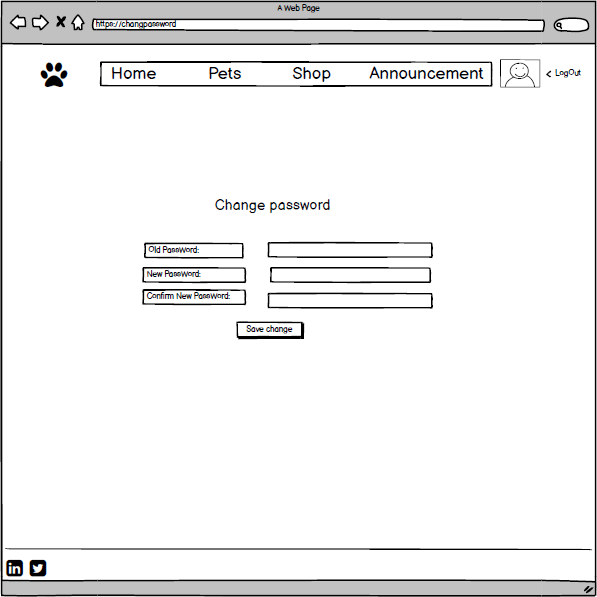 A Web Page
https://changpassword
Home Pets Shop Announcement
< LogOut
Change password
Old PassWord:
New PassWord:
Confirm New PassWord:
Save change
in